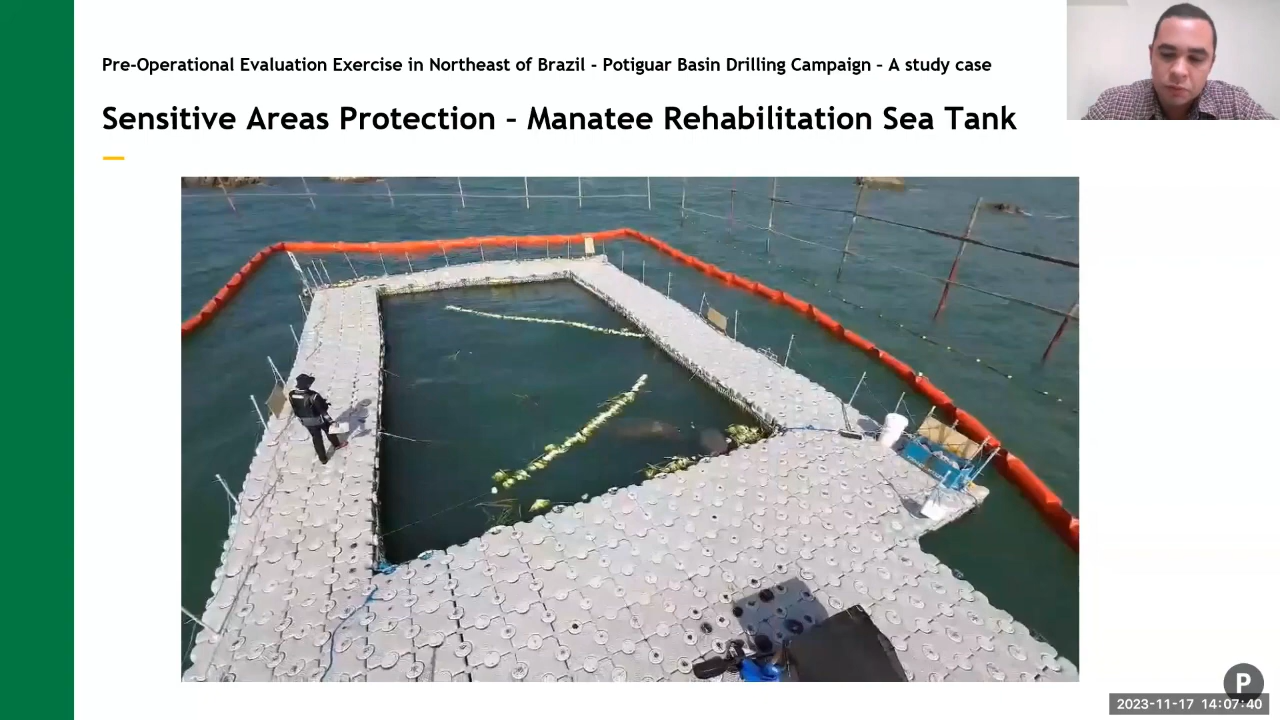 Pre-Operational Evaluation Exercise in Northeast of Brazil - Potiguar Basin Drilling Campaign – A study case
Sensitive Areas Protection – Manatee Rehabilitation Sea Tank
P
2023-11-17 14:07:40